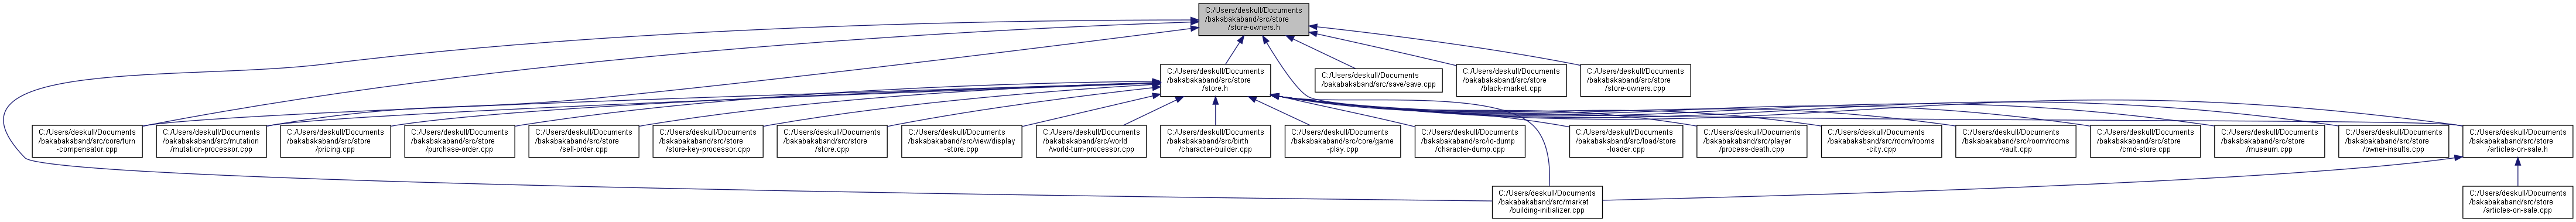 C:/Users/deskull/Documents
/bakabakaband/src/store
/store-owners.h
C:/Users/deskull/Documents
/bakabakaband/src/store
/store.h
C:/Users/deskull/Documents
/bakabakaband/src/save/save.cpp
C:/Users/deskull/Documents
/bakabakaband/src/store
/black-market.cpp
C:/Users/deskull/Documents
/bakabakaband/src/store
/store-owners.cpp
C:/Users/deskull/Documents
/bakabakaband/src/core/turn
-compensator.cpp
C:/Users/deskull/Documents
/bakabakaband/src/mutation
/mutation-processor.cpp
C:/Users/deskull/Documents
/bakabakaband/src/store
/pricing.cpp
C:/Users/deskull/Documents
/bakabakaband/src/store
/purchase-order.cpp
C:/Users/deskull/Documents
/bakabakaband/src/store
/sell-order.cpp
C:/Users/deskull/Documents
/bakabakaband/src/store
/store-key-processor.cpp
C:/Users/deskull/Documents
/bakabakaband/src/store
/store.cpp
C:/Users/deskull/Documents
/bakabakaband/src/view/display
-store.cpp
C:/Users/deskull/Documents
/bakabakaband/src/world
/world-turn-processor.cpp
C:/Users/deskull/Documents
/bakabakaband/src/birth
/character-builder.cpp
C:/Users/deskull/Documents
/bakabakaband/src/core/game
-play.cpp
C:/Users/deskull/Documents
/bakabakaband/src/io-dump
/character-dump.cpp
C:/Users/deskull/Documents
/bakabakaband/src/load/store
-loader.cpp
C:/Users/deskull/Documents
/bakabakaband/src/player
/process-death.cpp
C:/Users/deskull/Documents
/bakabakaband/src/room/rooms
-city.cpp
C:/Users/deskull/Documents
/bakabakaband/src/room/rooms
-vault.cpp
C:/Users/deskull/Documents
/bakabakaband/src/store
/cmd-store.cpp
C:/Users/deskull/Documents
/bakabakaband/src/store
/museum.cpp
C:/Users/deskull/Documents
/bakabakaband/src/store
/owner-insults.cpp
C:/Users/deskull/Documents
/bakabakaband/src/store
/articles-on-sale.h
C:/Users/deskull/Documents
/bakabakaband/src/market
/building-initializer.cpp
C:/Users/deskull/Documents
/bakabakaband/src/store
/articles-on-sale.cpp